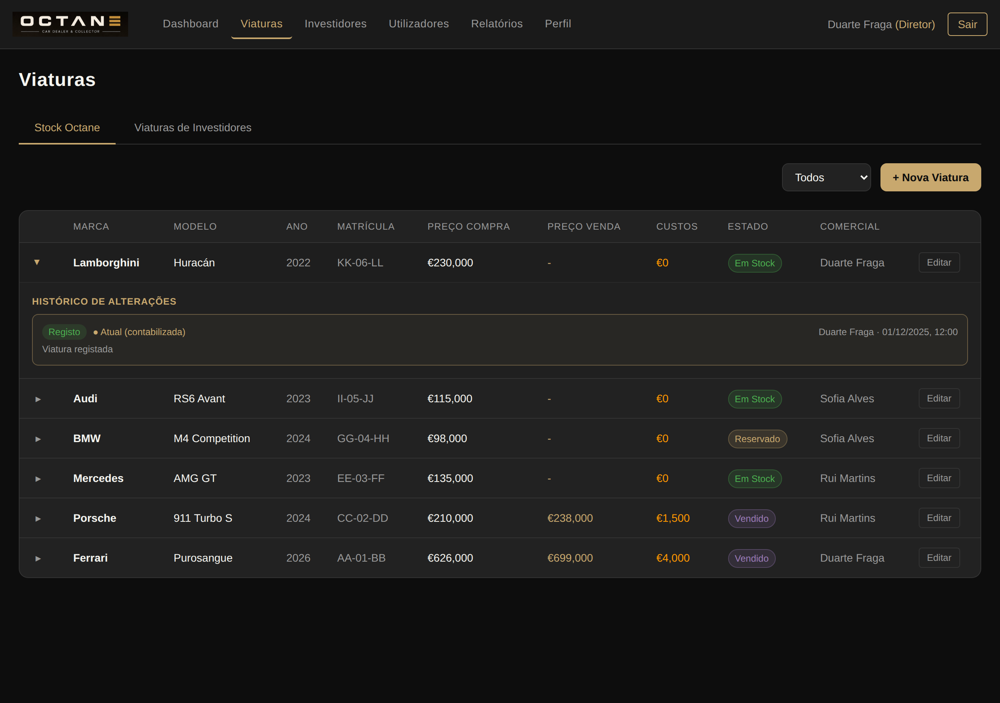 OCTANE
CAR DEALER & COLLECTOR
Dashboard Viaturas Investidores Utilizadores Relatórios Perfil
Duarte Fraga (Diretor) Sair
Viaturas
Stock Octane Viaturas de Investidores
Todos + Nova Viatura
MARCA MODELO ANO MATRÍCULA PREÇO COMPRA PREÇO VENDA CUSTOS ESTADO COMERCIAL
▼ Lamborghini Huracán 2022 KK-06-LL €230,000 - €0 Em Stock Duarte Fraga Editar
HISTÓRICO DE ALTERAÇÕES
Registo ● Atual (contabilizada) Duarte Fraga · 01/12/2025, 12:00
Viatura registada
▶ Audi RS6 Avant 2023 II-05-JJ €115,000 - €0 Em Stock Sofia Alves Editar
▶ BMW M4 Competition 2024 GG-04-HH €98,000 - €0 Reservado Sofia Alves Editar
▶ Mercedes AMG GT 2023 EE-03-FF €135,000 - €0 Em Stock Rui Martins Editar
▶ Porsche 911 Turbo S 2024 CC-02-DD €210,000 €238,000 €1,500 Vendido Rui Martins Editar
▶ Ferrari Purosangue 2026 AA-01-BB €626,000 €699,000 €4,000 Vendido Duarte Fraga Editar